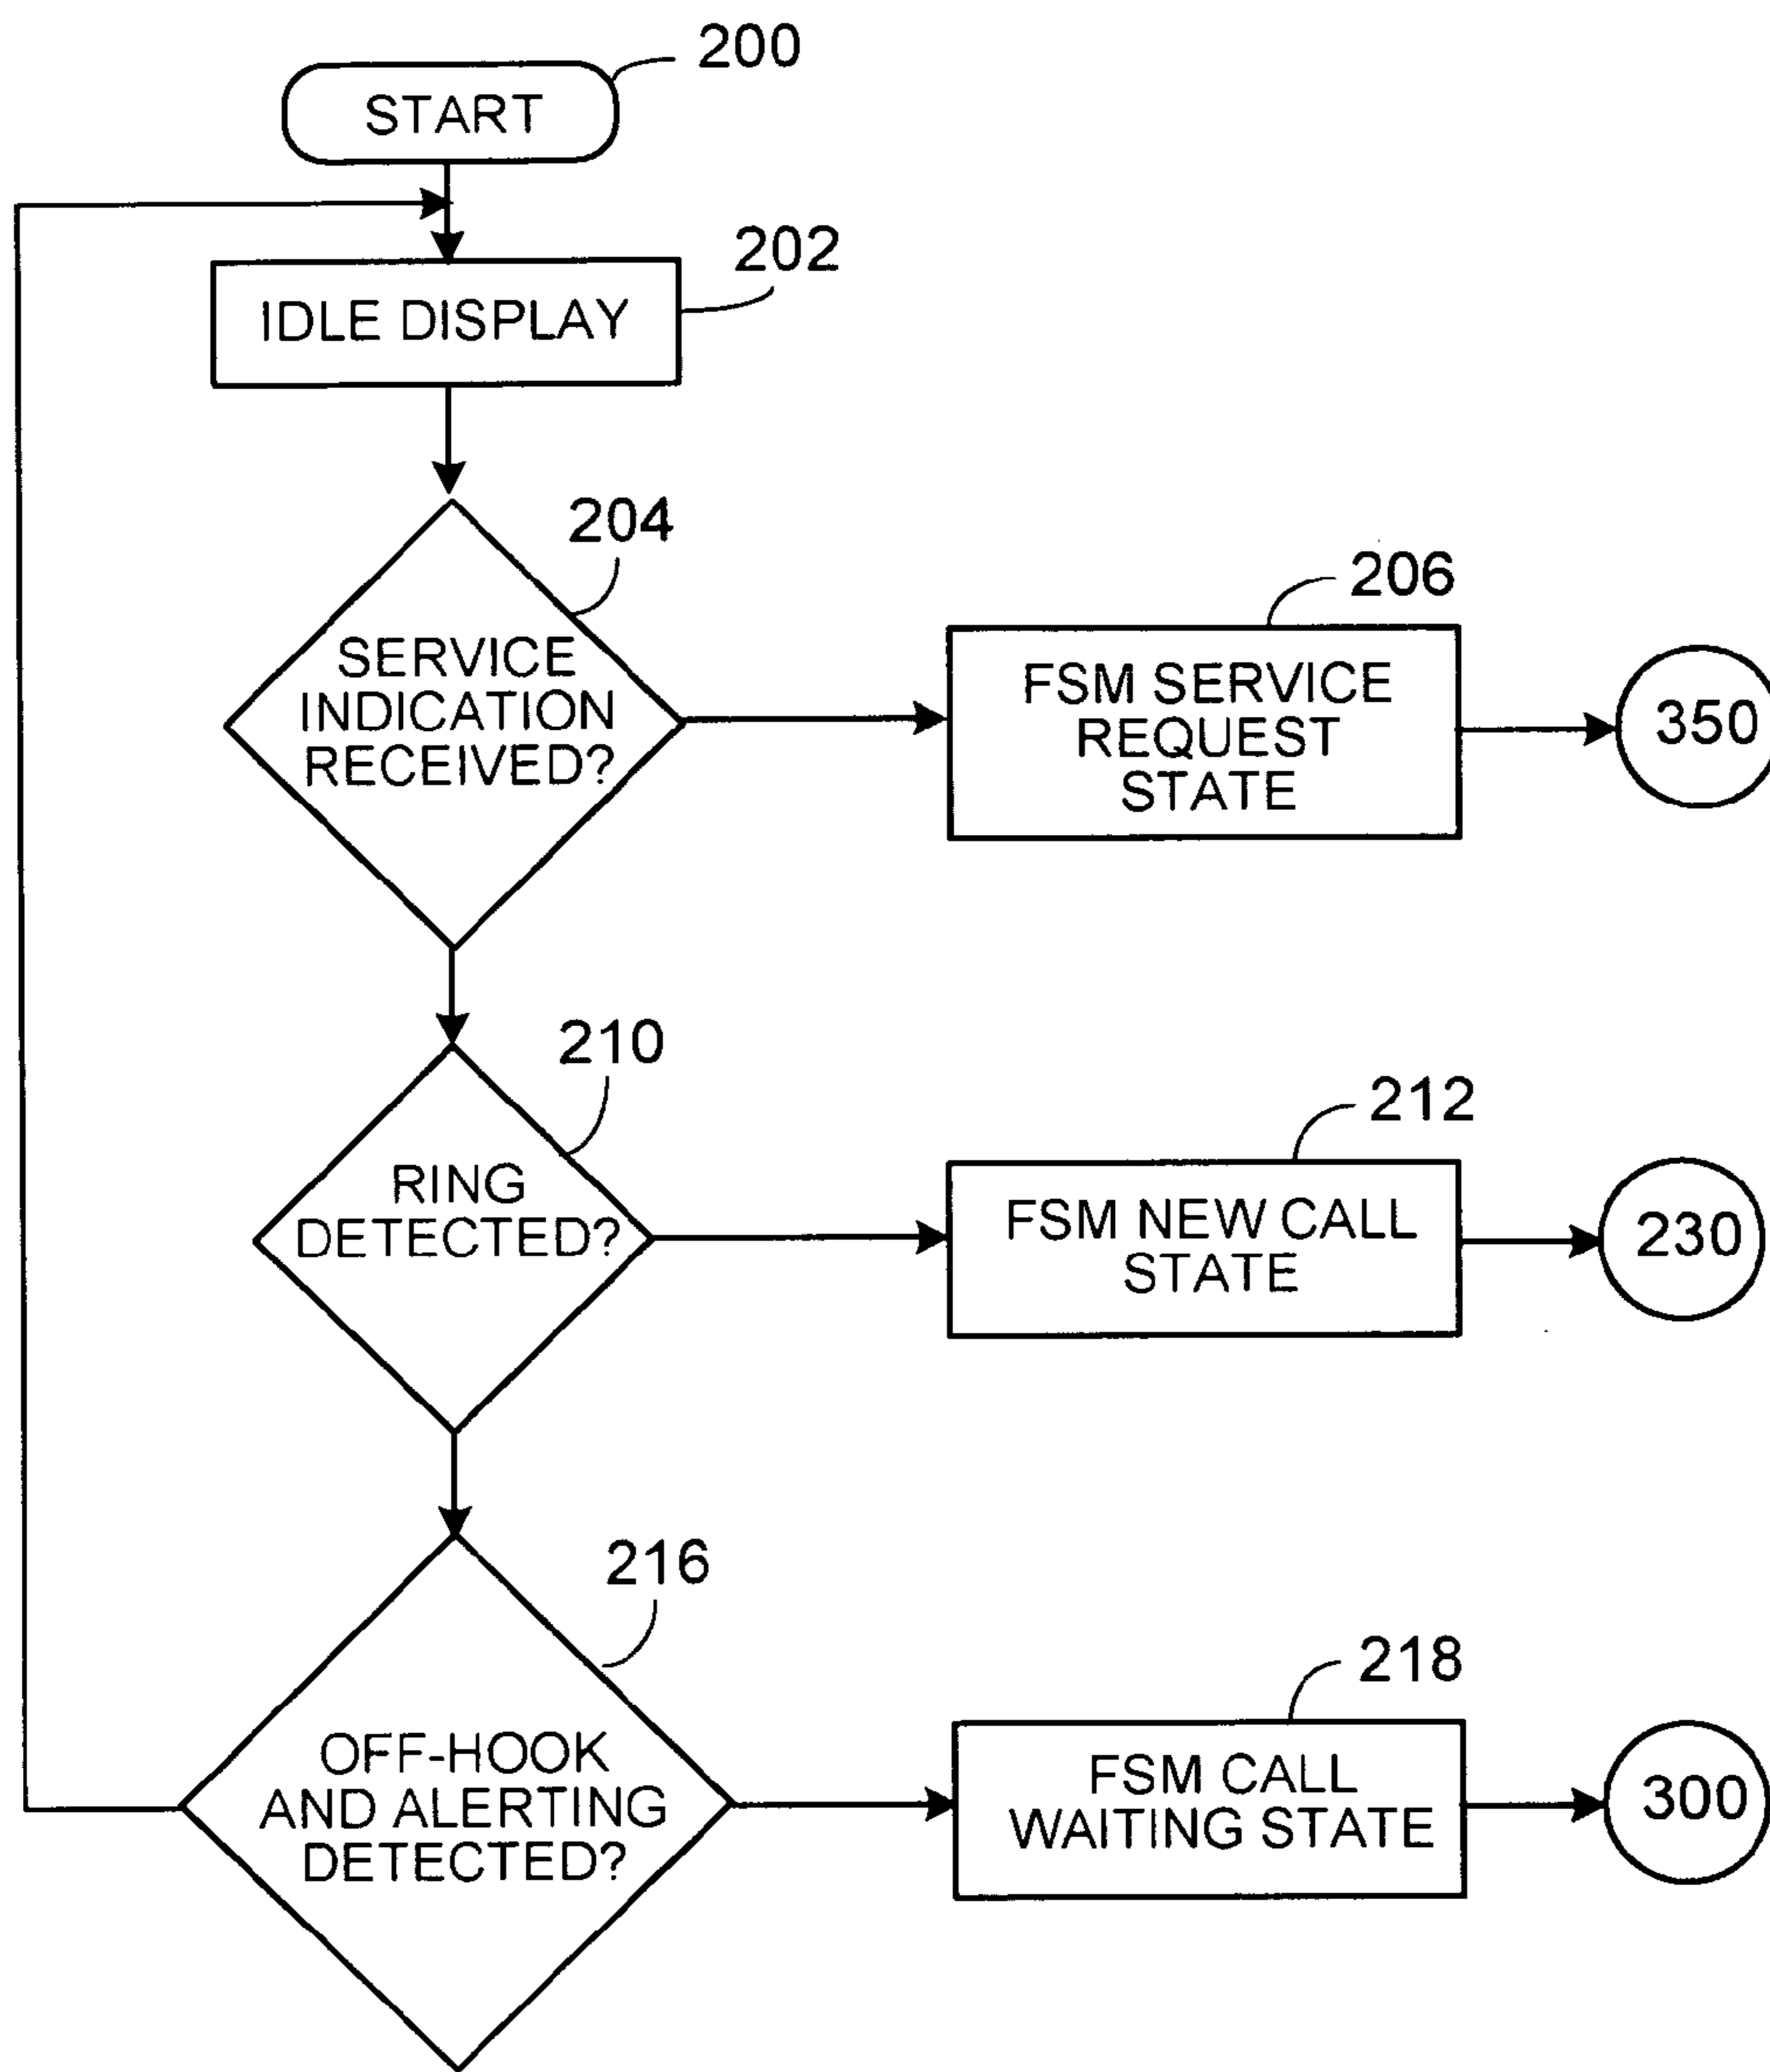 200
START
202
IDLE DISPLAY
204
SERVICE
INDICATION
RECEIVED?
206
FSM SERVICE
REQUEST
STATE
350
210
RING
DETECTED?
212
FSM NEW CALL
STATE
230
216
OFF-HOOK
AND ALERTING
DETECTED?
218
FSM CALL
WAITING STATE
300